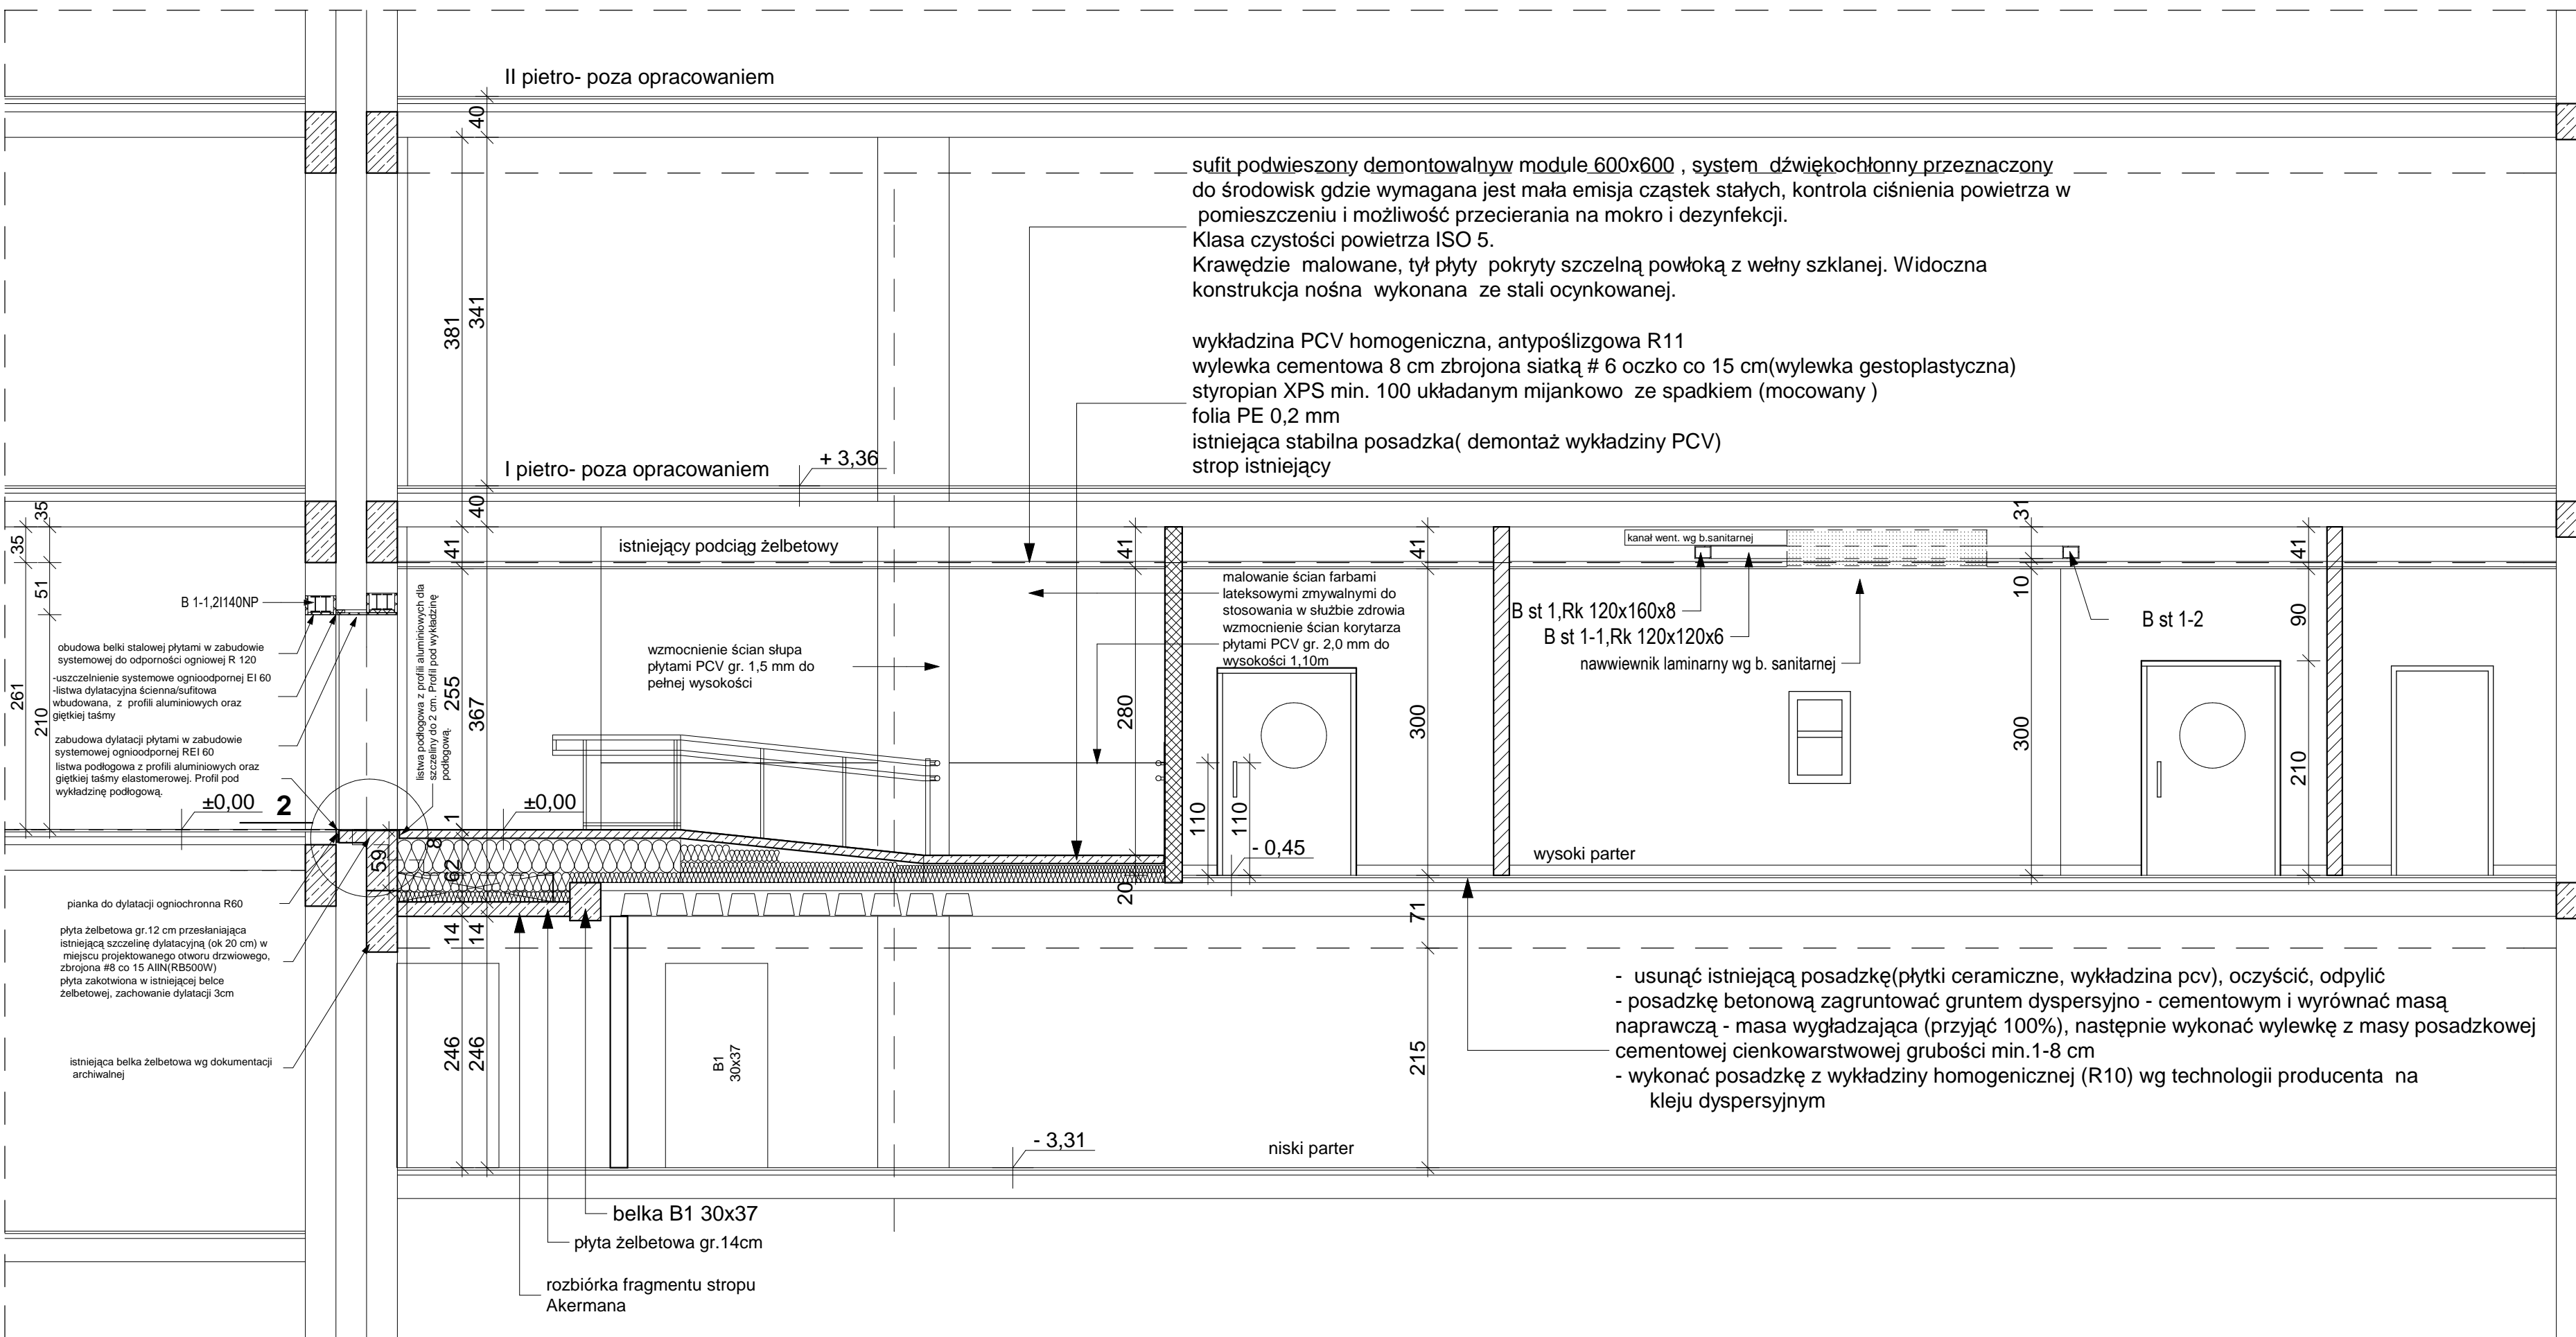 II pietro- poza opracowaniem
40
381
341
sufit podwieszony demontowalnyw module 600x600 , system dźwiękochłonny przeznaczony
do środowisk gdzie wymagana jest mała emisja cząstek stałych, kontrola ciśnienia powietrza w
pomieszczeniu i możliwość przecierania na mokro i dezynfekcji.
Klasa czystości powietrza ISO 5.
Krawędzie malowane, tył płyty pokryty szczelną powłoką z wełny szklanej. Widoczna
konstrukcja nośna wykonana ze stali ocynkowanej.
wykładzina PCV homogeniczna, antypoślizgowa R11
wylewka cementowa 8 cm zbrojona siatką # 6 oczko co 15 cm(wylewka gestoplastyczna)
styropian XPS min. 100 układanym mijankowo ze spadkiem (mocowany )
folia PE 0,2 mm
istniejąca stabilna posadzka( demontaż wykładziny PCV)
strop istniejący
I pietro- poza opracowaniem
+ 3,36
40
35
35
51
261
210
41
255
367
istniejący podciąg żelbetowy
41
280
41
300
31
10
300
41
90
210
kanał went. wg b.sanitarnej
B 1-1,2I140NP
obudowa belki stalowej płytami w zabudowie
systemowej do odporności ogniowej R 120
-uszczelnienie systemowe ognioodpornej EI 60
-listwa dylatacyjna ścienna/sufitowa
wbudowana, z profili aluminiowych oraz
giętkiej taśmy
zabudowa dylatacji płytami w zabudowie
systemowej ognioodpornej REI 60
listwa podłogowa z profili aluminiowych oraz
giętkiej taśmy elastomerowej. Profil pod
wykładzinę podłogową.
listwa podłogowa z profili aluminiowych dla
szczeliny do 2 cm. Profil pod wykładzinę
podłogową.
wzmocnienie ścian słupa
płytami PCV gr. 1,5 mm do
pełnej wysokości
malowanie ścian farbami
lateksowymi zmywalnymi do
stosowania w służbie zdrowia
wzmocnienie ścian korytarza
płytami PCV gr. 2,0 mm do
wysokości 1,10m
B st 1,Rk 120x160x8
B st 1-1,Rk 120x120x6
nawwiewnik laminarny wg b. sanitarnej
B st 1-2
±0,00
2
±0,00
1
8
59
62
110
110
- 0,45
wysoki parter
20
71
14
14
pianka do dylatacji ogniochronna R60
płyta żelbetowa gr.12 cm przesłaniająca
istniejącą szczelinę dylatacyjną (ok 20 cm) w
miejscu projektowanego otworu drzwiowego,
zbrojona #8 co 15 AIIN(RB500W)
płyta zakotwiona w istniejącej belce
żelbetowej, zachowanie dylatacji 3cm
istniejąca belka żelbetowa wg dokumentacji
archiwalnej
246
246
B1
30x37
215
- usunąć istniejącą posadzkę(płytki ceramiczne, wykładzina pcv), oczyścić, odpylić
- posadzkę betonową zagruntować gruntem dyspersyjno - cementowym i wyrównać masą
naprawczą - masa wygładzająca (przyjąć 100%), następnie wykonać wylewkę z masy posadzkowej
cementowej cienkowarstwowej grubości min.1-8 cm
- wykonać posadzkę z wykładziny homogenicznej (R10) wg technologii producenta na
kleju dyspersyjnym
- 3,31
niski parter
belka B1 30x37
płyta żelbetowa gr.14cm
rozbiórka fragmentu stropu
Akermana